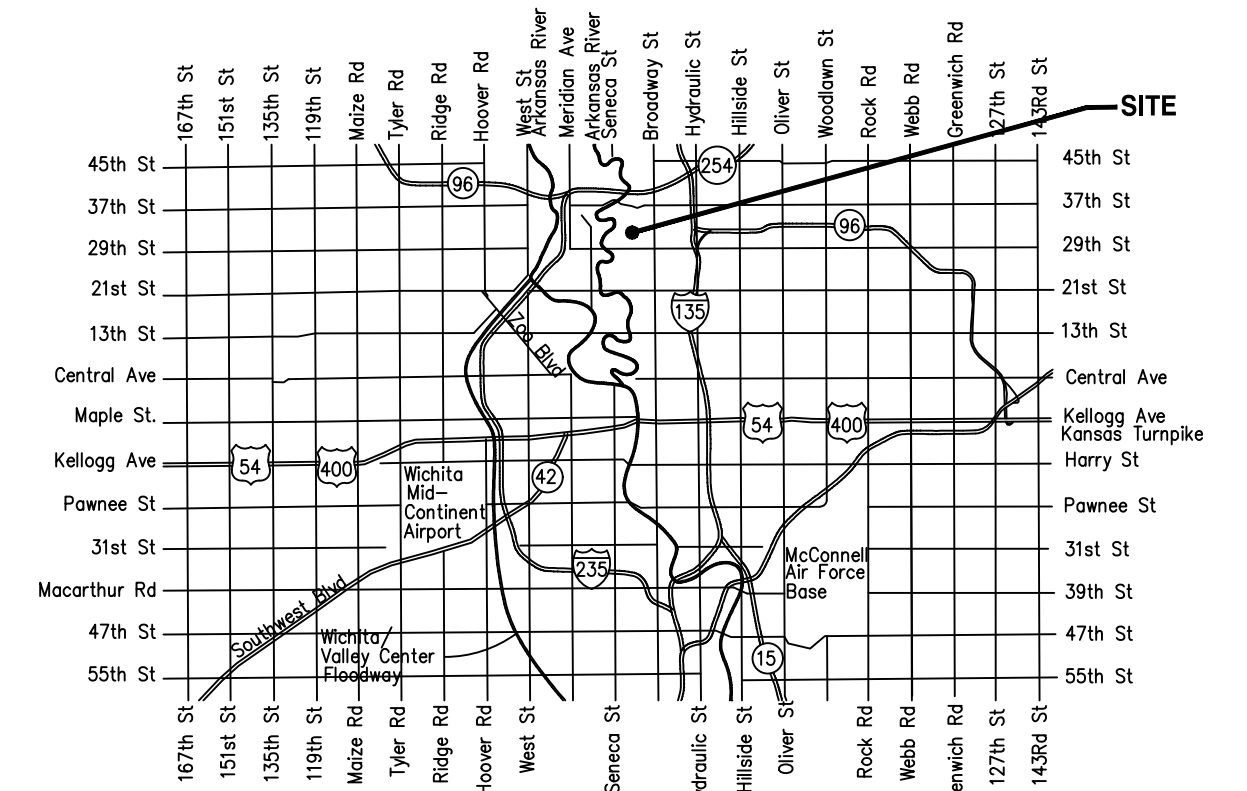 167th St
151st St
135th St
119th St
Maize Rd
Tyler Rd
Ridge Rd
Hoover Rd
West St
Arkansas River
Meridian Ave
Arkansas River
Seneca St
Broadway St
Hydraulic St
Hillside St
Oliver St
Woodlawn St
Rock Rd
Webb Rd
Greenwich Rd
127th St
143Rd St
SITE
45th St
37th St
29th St
21st St
13th St
Central Ave
Maple St.
Kellogg Ave
Pawnee St
31st St
Macarthur Rd
47th St
55th St
96
254
96
135
Zoo Blvd
54
400
54
400
42
Wichita
Mid-
Continent
Airport
235
McConnell
Air Force
Base
Southwest Blvd
Wichita/
Valley Center
Floodway
15
45th St
37th St
29th St
21st St
13th St
Central Ave
Kellogg Ave
Kansas Turnpike
Harry St
Pawnee St
31st St
39th St
47th St
55th St
167th St
151st St
135th St
119th St
Maize Rd
Tyler Rd
Ridge Rd
Hoover Rd
West St
Seneca St
draulic St
Hillside St
Oliver St
Rock Rd
Webb Rd
enwich Rd
127th St
143Rd St